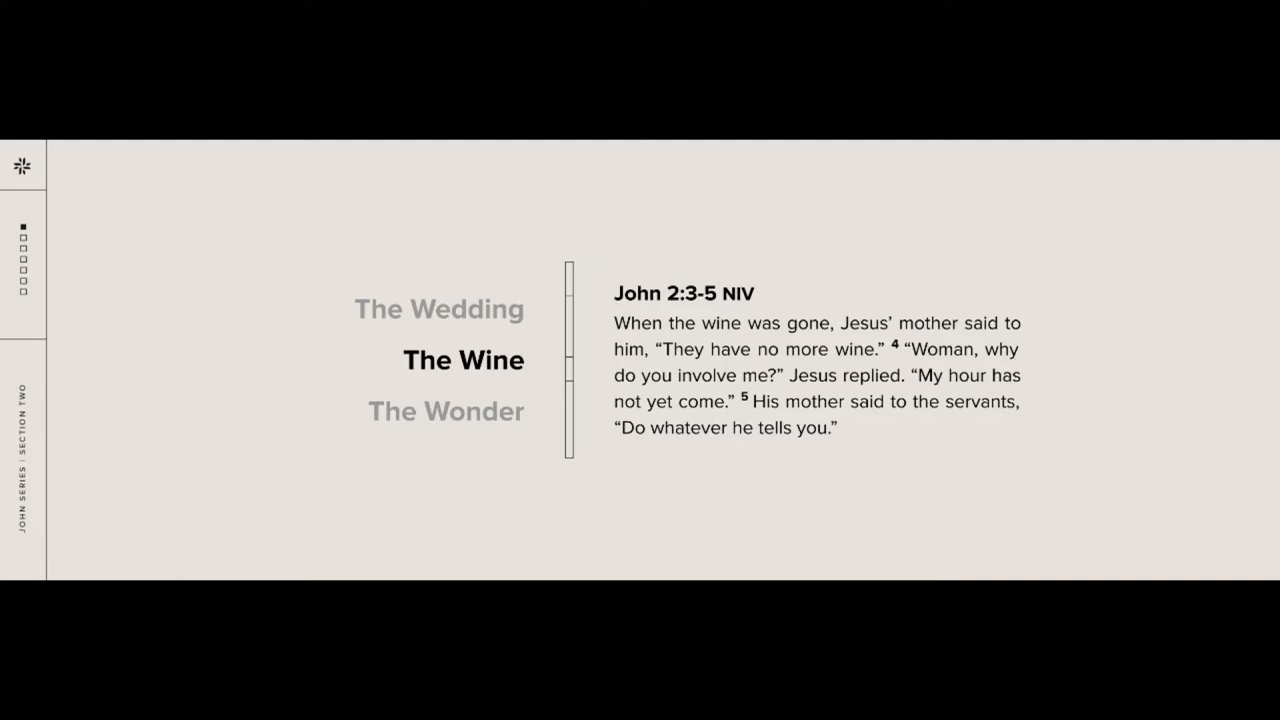 JOHN SERIES | SECTION TWO
The Wedding
The Wine
The Wonder
John 2:3-5 NIV
When the wine was gone, Jesus’ mother said to
him, “They have no more wine.” ⁴ “Woman, why
do you involve me?” Jesus replied. “My hour has
not yet come.” ⁵ His mother said to the servants,
“Do whatever he tells you.”